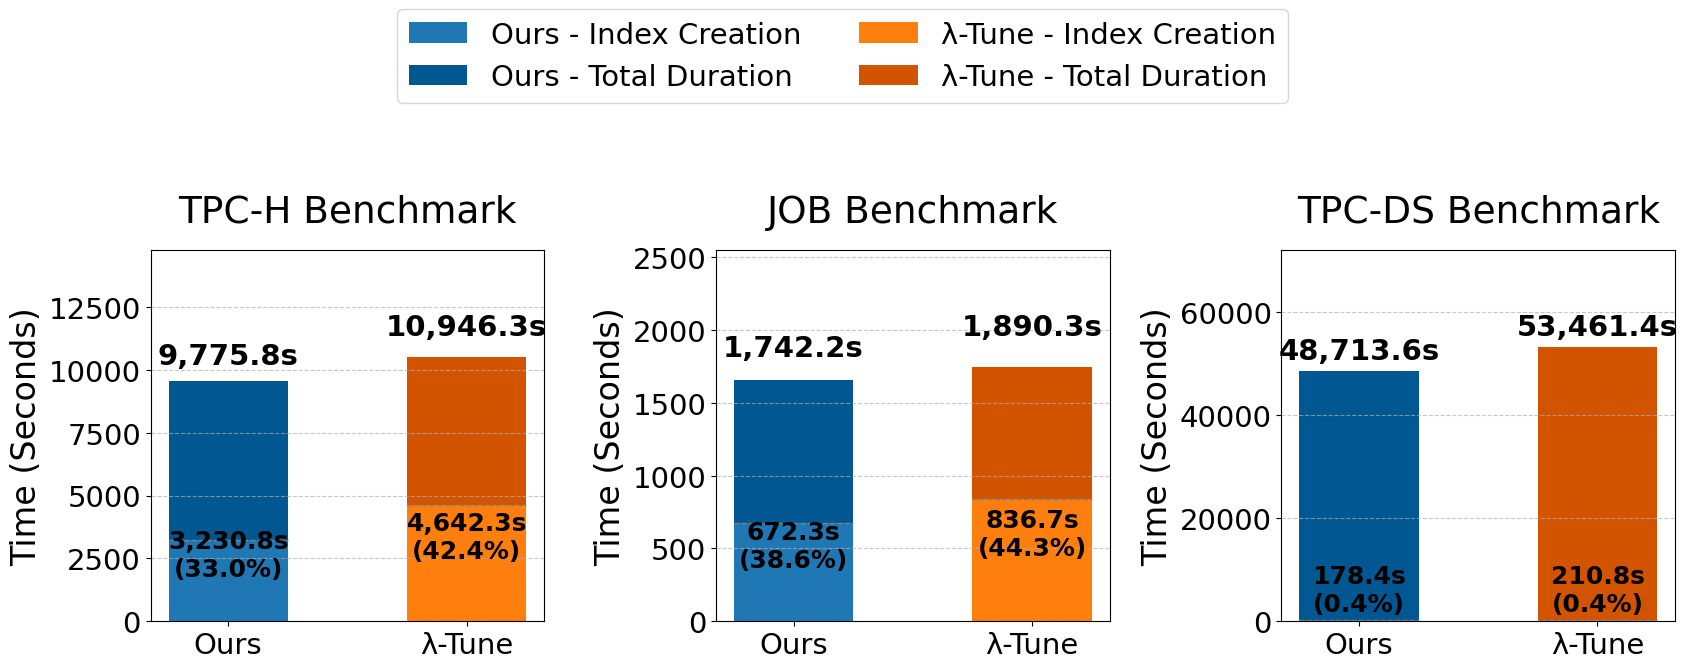 Ours - Index Creation
Ours - Total Duration
λ-Tune - Index Creation
λ-Tune - Total Duration
TPC-H Benchmark
Time (Seconds)
12500
10000
7500
5000
2500
0
9,775.8s
10,946.3s
3,230.8s
(33.0%)
4,642.3s
(42.4%)
Ours
λ-Tune
JOB Benchmark
Time (Seconds)
2500
2000
1500
1000
500
0
1,742.2s
1,890.3s
672.3s
(38.6%)
836.7s
(44.3%)
Ours
λ-Tune
TPC-DS Benchmark
Time (Seconds)
60000
40000
20000
0
48,713.6s
53,461.4s
178.4s
(0.4%)
210.8s
(0.4%)
Ours
λ-Tune